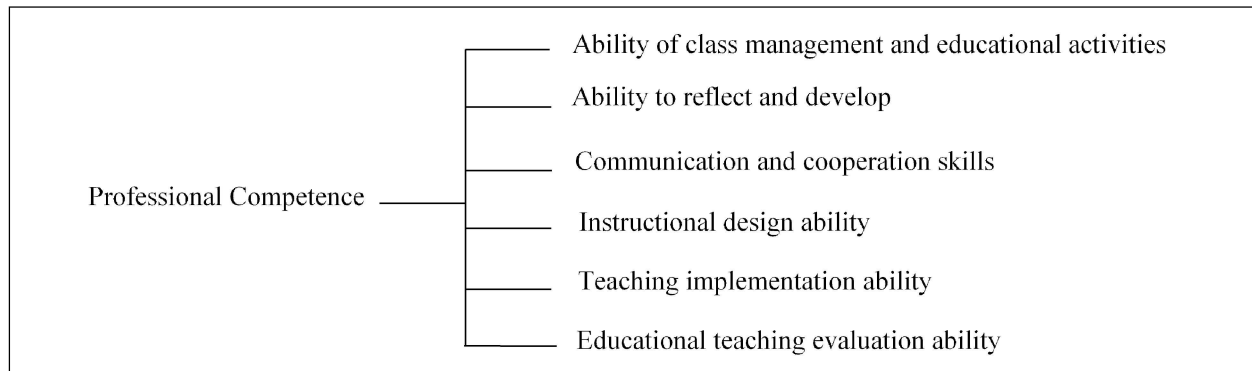 Ability of class management and educational activities
Ability to reflect and develop
Communication and cooperation skills
Professional Competence
Instructional design ability
Teaching implementation ability
Educational teaching evaluation ability